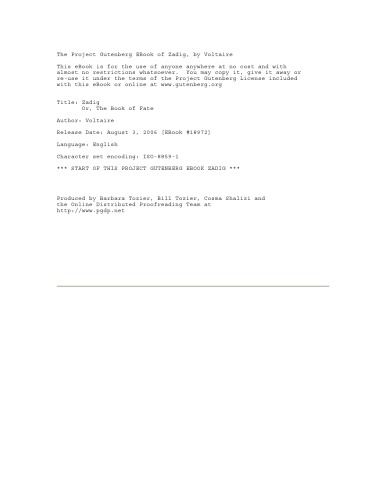 The Project Gutenberg EBook of Zadig, by Voltaire
This eBook is for the use of anyone anywhere at no cost and with
almost no restrictions whatsoever. You may copy it, give it away or
re-use it under the terms of the Project Gutenberg License included
with this eBook or online at www.gutenberg.org
Title: Zadig
Or, The Book of Fate
Author: Voltaire
Release Date: August 3, 2006 [EBook #18972]
Language: English
Character set encoding: ISO-8859-1
*** START OF THIS PROJECT GUTENBERG EBOOK ZADIG ***
Produced by Barbara Tozier, Bill Tozier, Cosma Shalizi and
the Online Distributed Proofreading Team at
http://www.pgdp.net